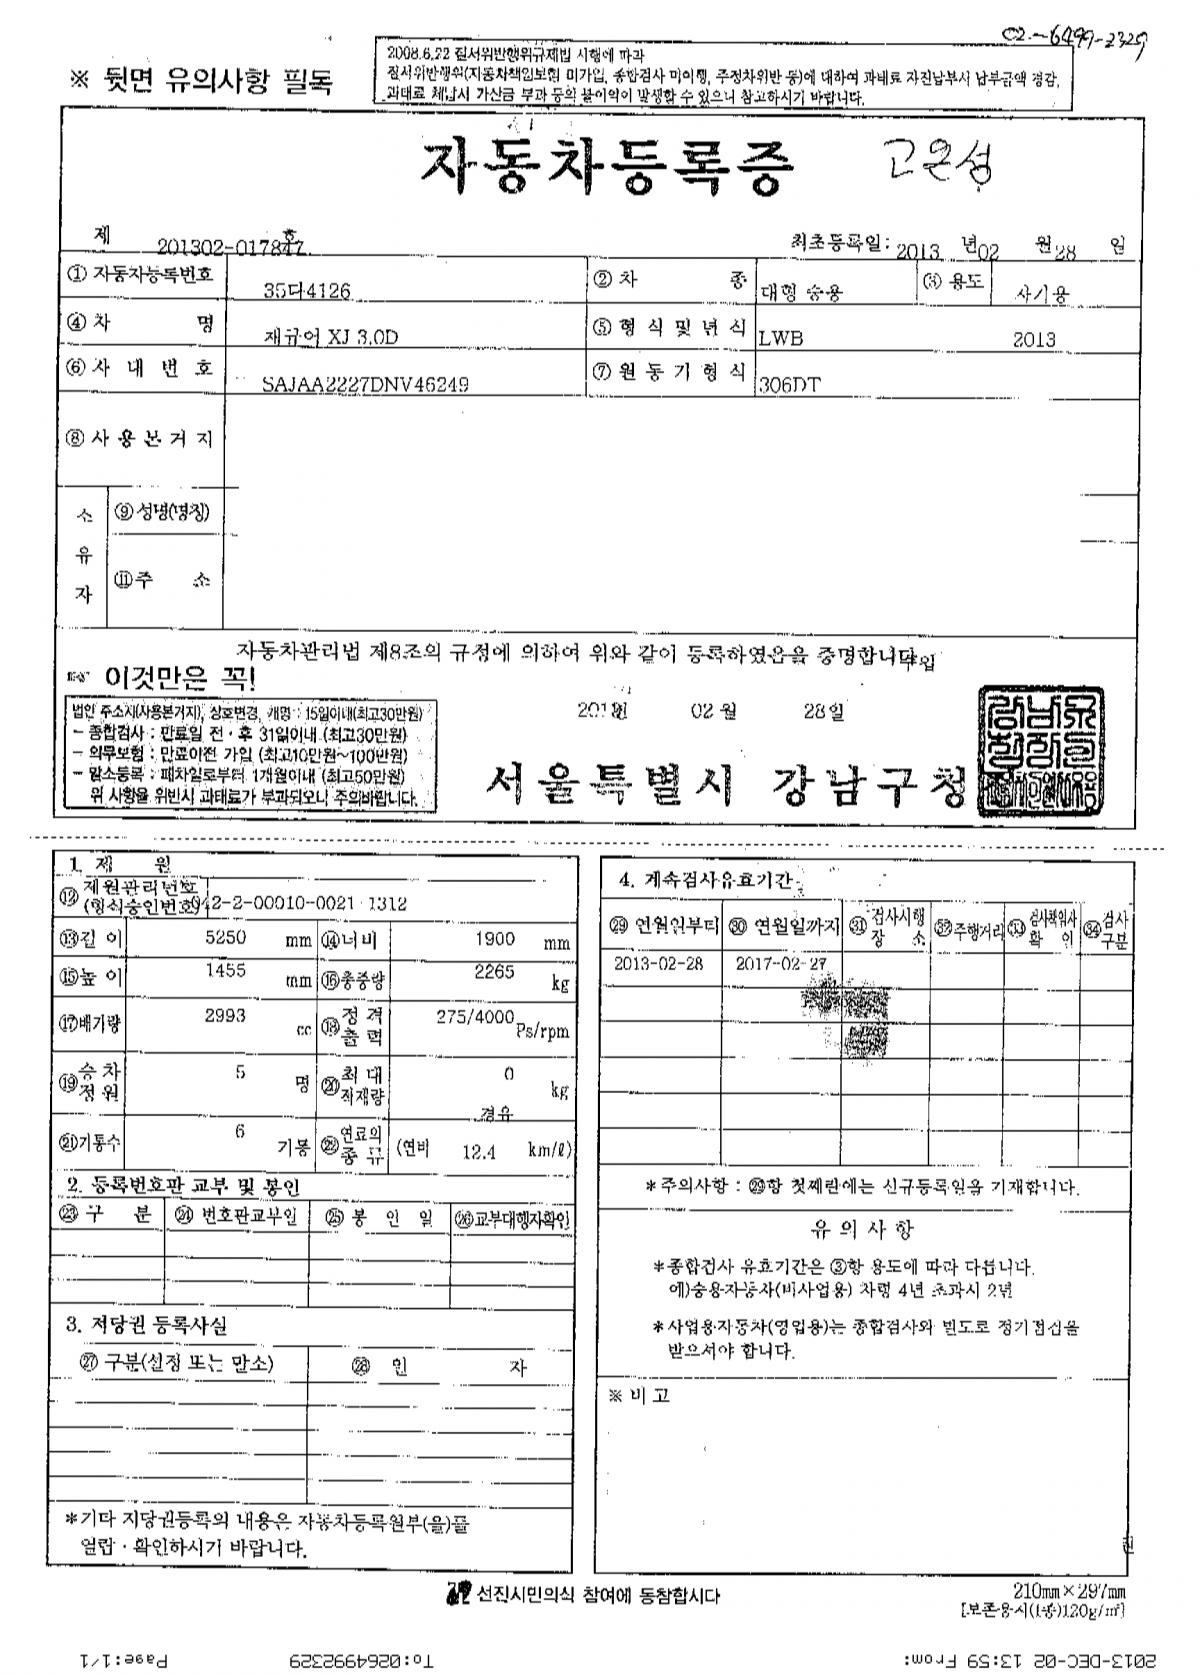 02-6499-2329
※ 뒷면 유의사항 필독
2008.6.22 질서위반행위규제법 시행에 따라
질서위반행위(자동차책임보험 미가입, 종합검사 미이행, 주정차위반 등)에 대하여 과태료 자진납부시 납부금액 경감,
과태료 체납시 가산금 부과 등의 불이익이 발생할 수 있으니 참고하시기 바랍니다.
자동차등록증
고은성
제 201302-017847 호
최초등록일: 2013 년 02 월 28 일
① 자동차등록번호 35다4126 ② 차 종 대형 승용 ③ 용도 자가용
④ 차 명 재규어 XJ 3.0D ⑤ 형 식 및 년 식 LWB 2013
⑥ 차 대 번 호 SAJAA2227DNV46249 ⑦ 원 동 기 형 식 306DT
⑧ 사 용 본 거 지
소 유 자
⑨ 성명(명칭)
⑪ 주 소
자동차관리법 제8조의 규정에 의하여 위와 같이 등록하였음을 증명합니다.
이것만은 꼭!
법인 주소지(사용본거지), 상호변경, 개명 : 15일이내(최고30만원)
- 종합검사 : 만료일 전·후 31일이내 (최고30만원)
- 의무보험 : 만료이전 가입 (최고10만원~100만원)
- 말소등록 : 폐차일로부터 1개월이내 (최고50만원)
위 사항을 위반시 과태료가 부과되오니 주의바랍니다.
02 월 28 일
서울특별시 강남구청
1. 제 원
⑫ 제원관리번호
(형식승인번호) 042-2-00010-0021 1312
⑬ 길 이 5250 mm ⑭ 너비 1900 mm
⑮ 높 이 1455 mm ⑯ 총중량 2265 kg
⑰ 배기량 2993 cc ⑱ 정 격 출 력 275/4000 Ps/rpm
⑲ 승 차 정 원 5 명 ⑳ 최 대 적재량 0 kg
㉑ 기통수 6 기통 ㉒ 연료의 종 류 경유 (연비 12.4 km/ℓ)
2. 등록번호판 교부 및 봉인
㉓ 구 분 ㉔ 번호판교부일 ㉕ 봉 인 일 ㉖ 교부대행자확인
3. 저당권 등록사실
㉗ 구분(설정 또는 말소) ㉘ 일 자
*기타 저당권등록의 내용은 자동차등록원부(을)를
열람·확인하시기 바랍니다.
4. 계속검사유효기간
㉙ 연월일부터 ㉚ 연월일까지 ㉛ 검사시행 장 소 ㉜ 주행거리 ㉝ 검사책임자 확 인 ㉞ 검사 구분
2013-02-28 2017-02-27
*주의사항 : ㉙항 첫째란에는 신규등록일을 기재합니다.
유 의 사 항
*종합검사 유효기간은 ③항 용도에 따라 다릅니다.
예)승용자동차(비사업용) 차령 4년 초과시 2년
*사업용자동차(영업용)는 종합검사와 별도로 정기점검을
받으셔야 합니다.
※ 비 고
선진시민의식 참여에 동참합시다
210mm×297mm
[보존용지(1종)120g/㎡]
2013-DEC-02 13:59 From: To:0264992329 Page:1/1